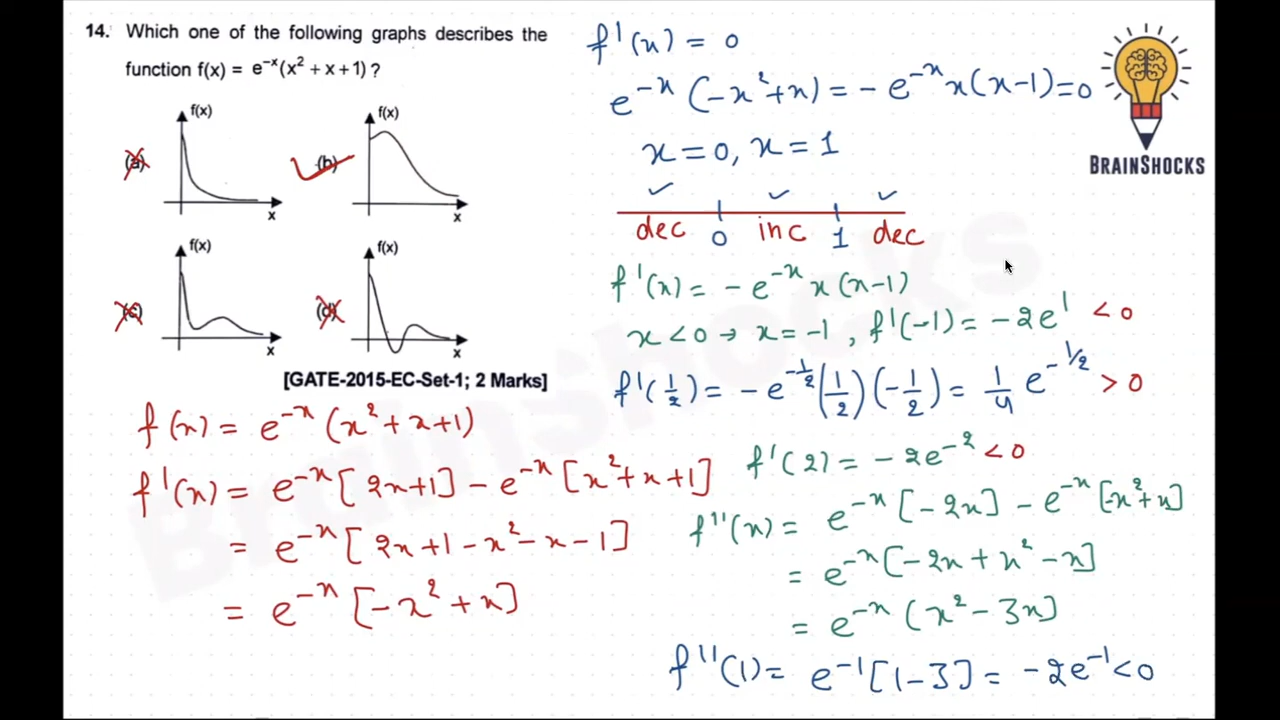 14. Which one of the following graphs describes the
function f(x) = e⁻ˣ(x² + x + 1) ?
f(x)
f(x)
(a)
(b)
x
x
f(x)
f(x)
(c)
(d)
x
x
[GATE-2015-EC-Set-1; 2 Marks]
f(x) = e⁻ˣ(x²+x+1)
f'(x) = e⁻ˣ[2x+1] - e⁻ˣ[x²+x+1]
= e⁻ˣ[2x+1-x²-x-1]
= e⁻ˣ[-x²+x]
f'(x) = 0
e⁻ˣ(-x²+x) = - e⁻ˣx(x-1)=0
x=0, x=1
dec 0 inc 1 dec
f'(x) = -e⁻ˣ x(x-1)
x<0 → x=-1, f'(-1) = -2e¹ <0
f'(1/2) = -e^(-1/2)(1/2)(-1/2) = 1/4 e^(-1/2) >0
f'(2) = -2e⁻² <0
f''(x) = e⁻ˣ[-2x] - e⁻ˣ[-x²+x]
= e⁻ˣ[-2x+x²-x]
= e⁻ˣ(x²-3x]
f''(1) = e⁻¹[1-3] = -2e⁻¹<0
BRAINSHOCKS
Brainshocks